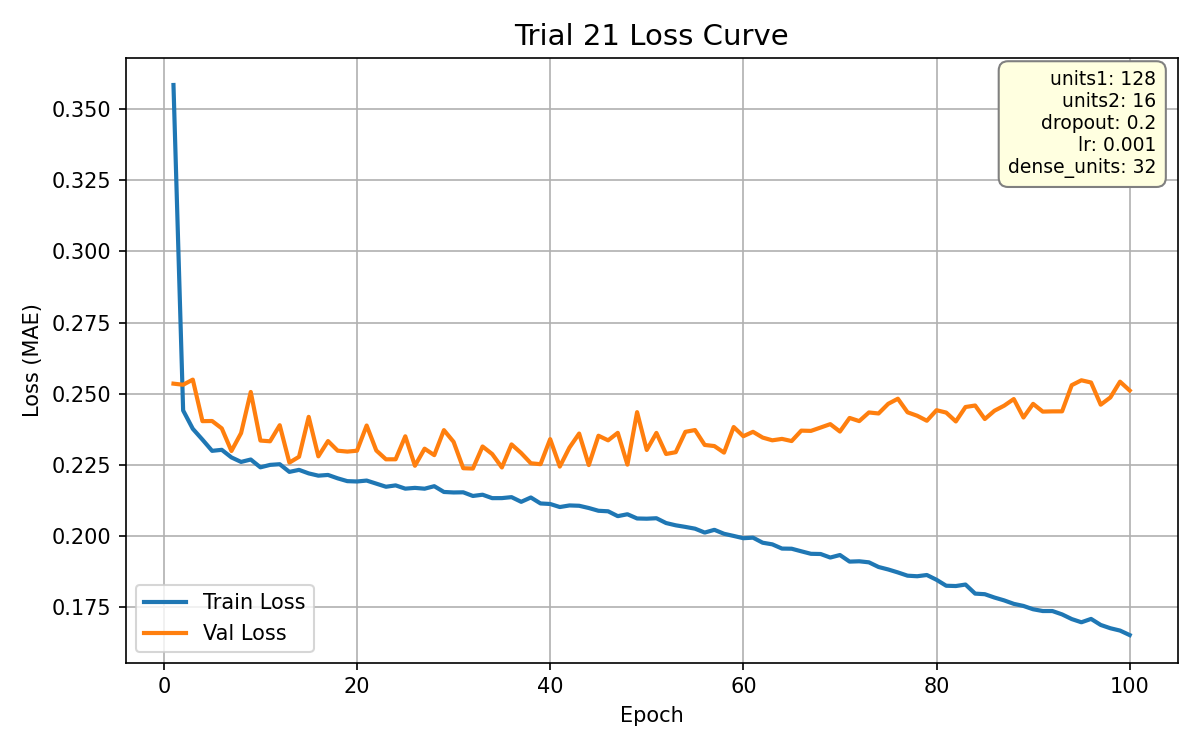 Trial 21 Loss Curve
units1: 128
units2: 16
dropout: 0.2
lr: 0.001
dense_units: 32
Loss (MAE)
0.350
0.325
0.300
0.275
0.250
0.225
0.200
0.175
Train Loss
Val Loss
0 20 40 60 80 100
Epoch